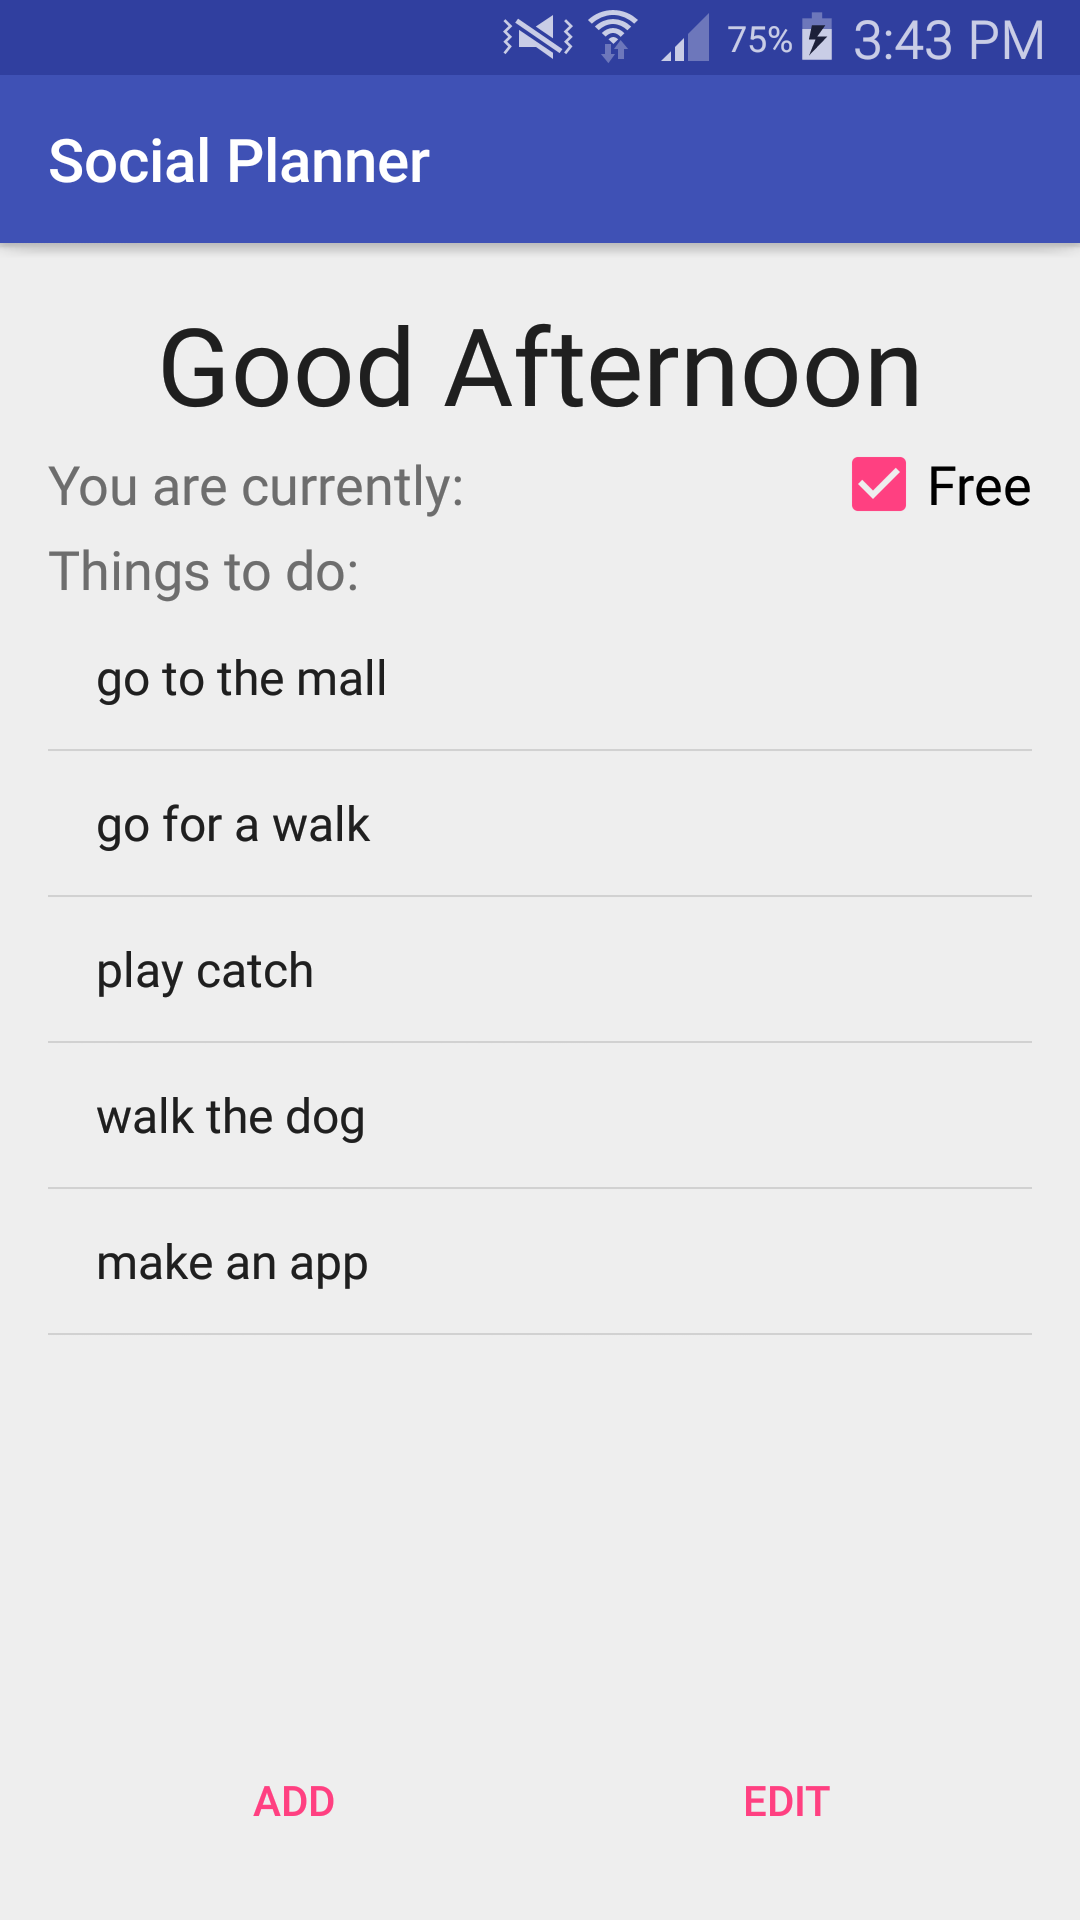 75% 3:43 PM
Social Planner
Good Afternoon
You are currently: Free
Things to do:
go to the mall
go for a walk
play catch
walk the dog
make an app
ADD EDIT